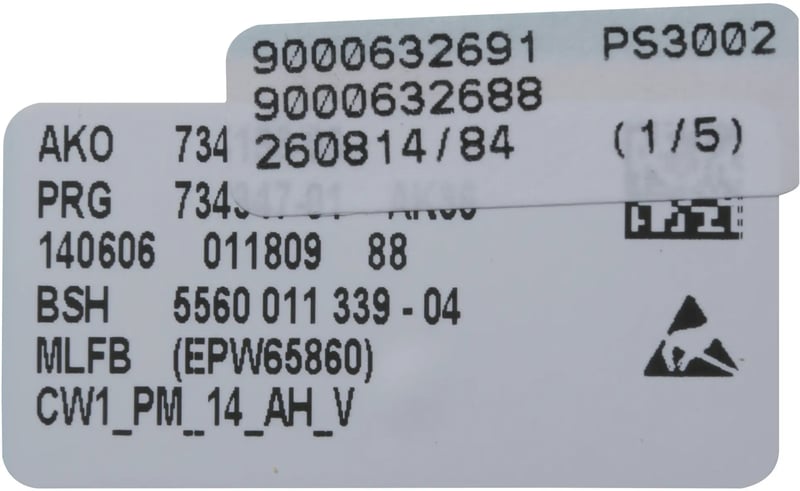 9000632691 PS3002
9000632688
260814/84 (1/5)
AKO
PRG
140606 011809 88
BSH 5560 011 339 - 04
MLFB (EPW65860)
CW1_PM_14_AH_V